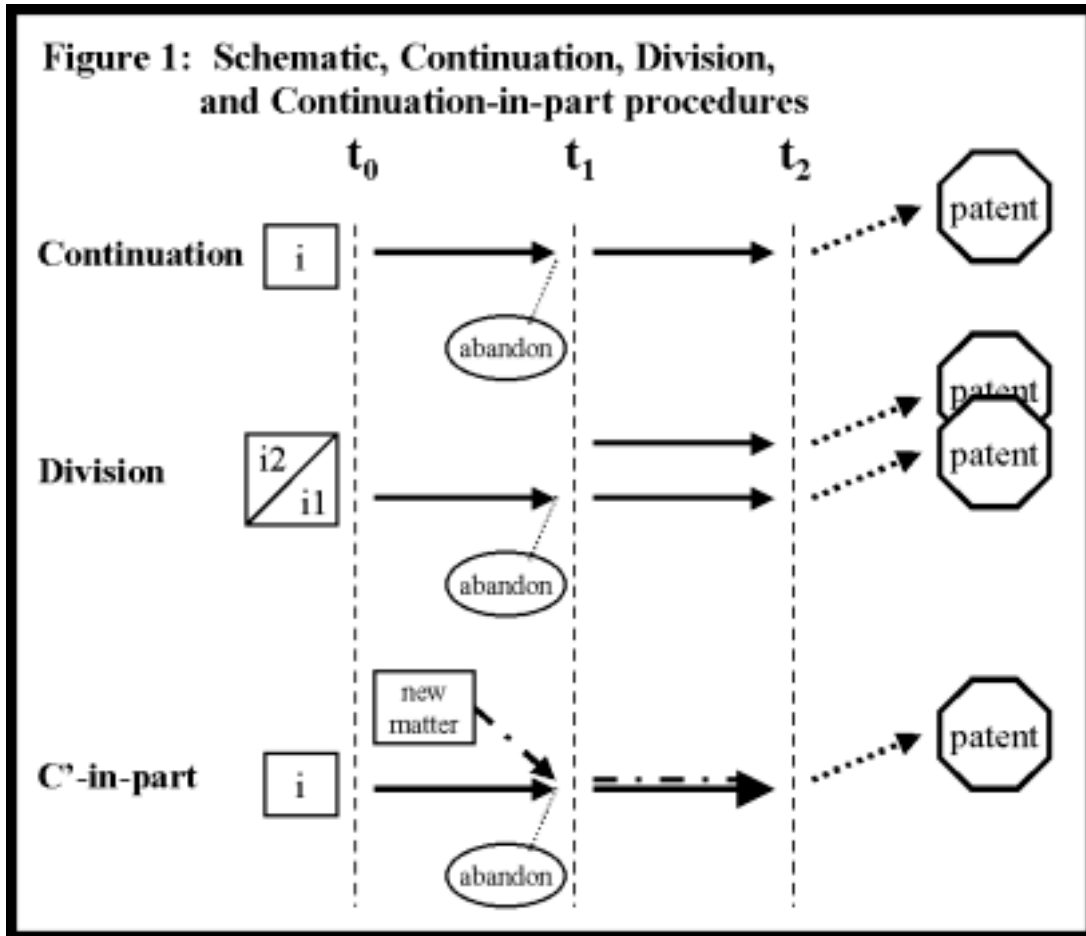 Figure 1: Schematic, Continuation, Division,
and Continuation-in-part procedures
t0 t1 t2
patent
Continuation i
abandon
patent
Division i2 i1
patent
abandon
new
matter
patent
C'-in-part i
abandon